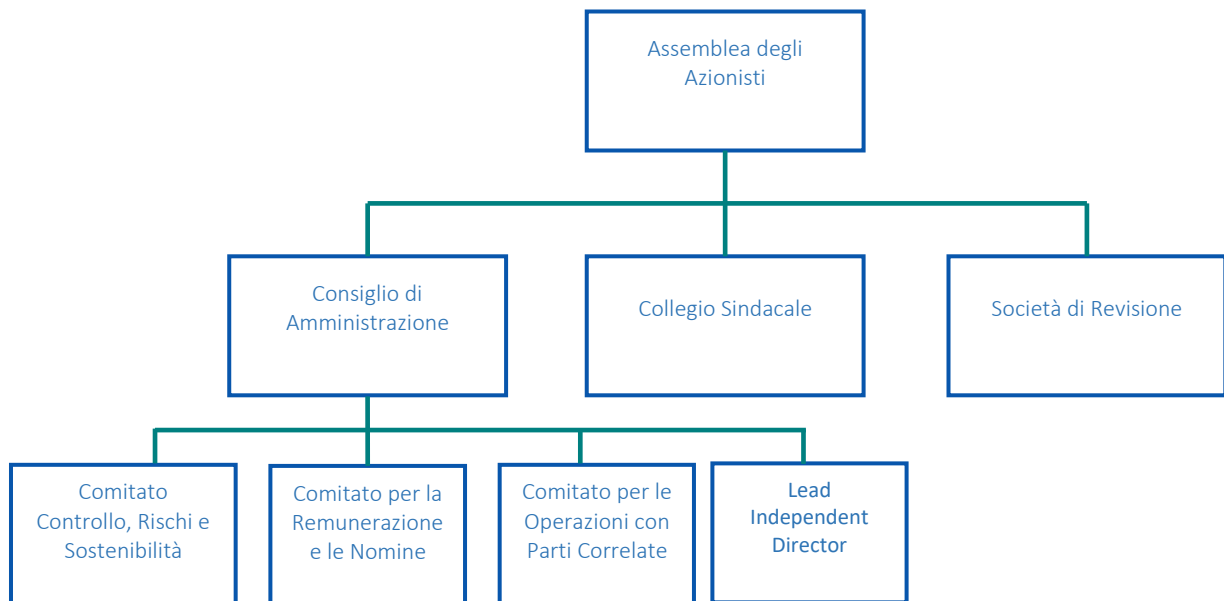 Assemblea degli
Azionisti
Consiglio di
Amministrazione
Collegio Sindacale
Società di Revisione
Comitato
Controllo, Rischi e
Sostenibilità
Comitato per la
Remunerazione
e le Nomine
Comitato per le
Operazioni con
Parti Correlate
Lead
Independent
Director